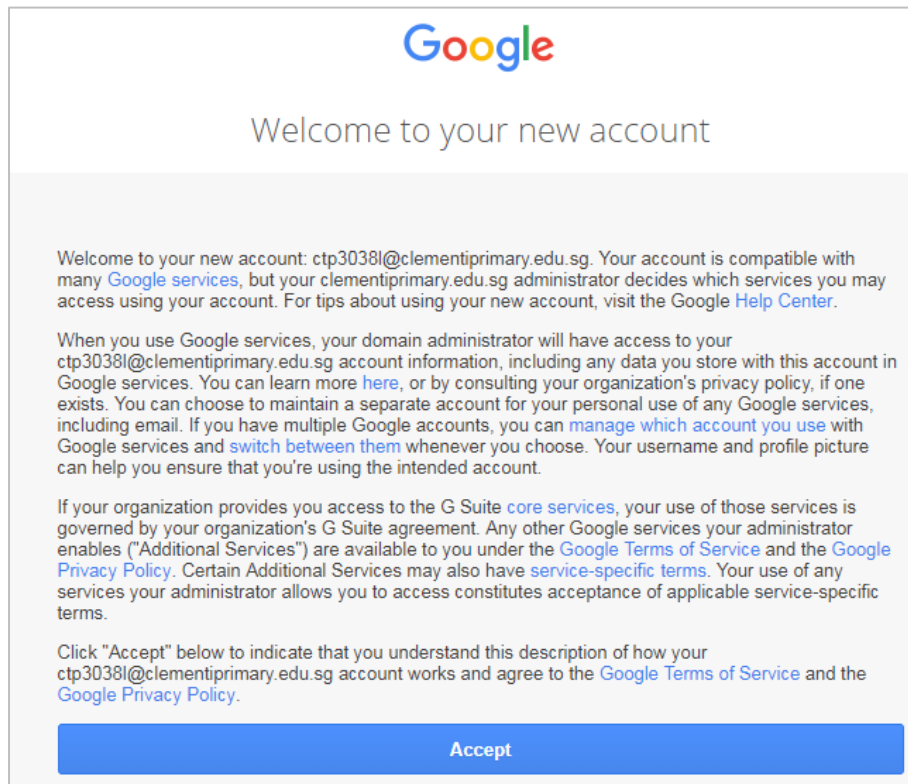 Google
Welcome to your new account
Welcome to your new account: ctp3038l@clementiprimary.edu.sg. Your account is compatible with
many Google services, but your clementiprimary.edu.sg administrator decides which services you may
access using your account. For tips about using your new account, visit the Google Help Center.
When you use Google services, your domain administrator will have access to your
ctp3038l@clementiprimary.edu.sg account information, including any data you store with this account in
Google services. You can learn more here, or by consulting your organization's privacy policy, if one
exists. You can choose to maintain a separate account for your personal use of any Google services,
including email. If you have multiple Google accounts, you can manage which account you use with
Google services and switch between them whenever you choose. Your username and profile picture
can help you ensure that you're using the intended account.
If your organization provides you access to the G Suite core services, your use of those services is
governed by your organization's G Suite agreement. Any other Google services your administrator
enables ("Additional Services") are available to you under the Google Terms of Service and the Google
Privacy Policy. Certain Additional Services may also have service-specific terms. Your use of any
services your administrator allows you to access constitutes acceptance of applicable service-specific
terms.
Click "Accept" below to indicate that you understand this description of how your
ctp3038l@clementiprimary.edu.sg account works and agree to the Google Terms of Service and the
Google Privacy Policy.
Accept